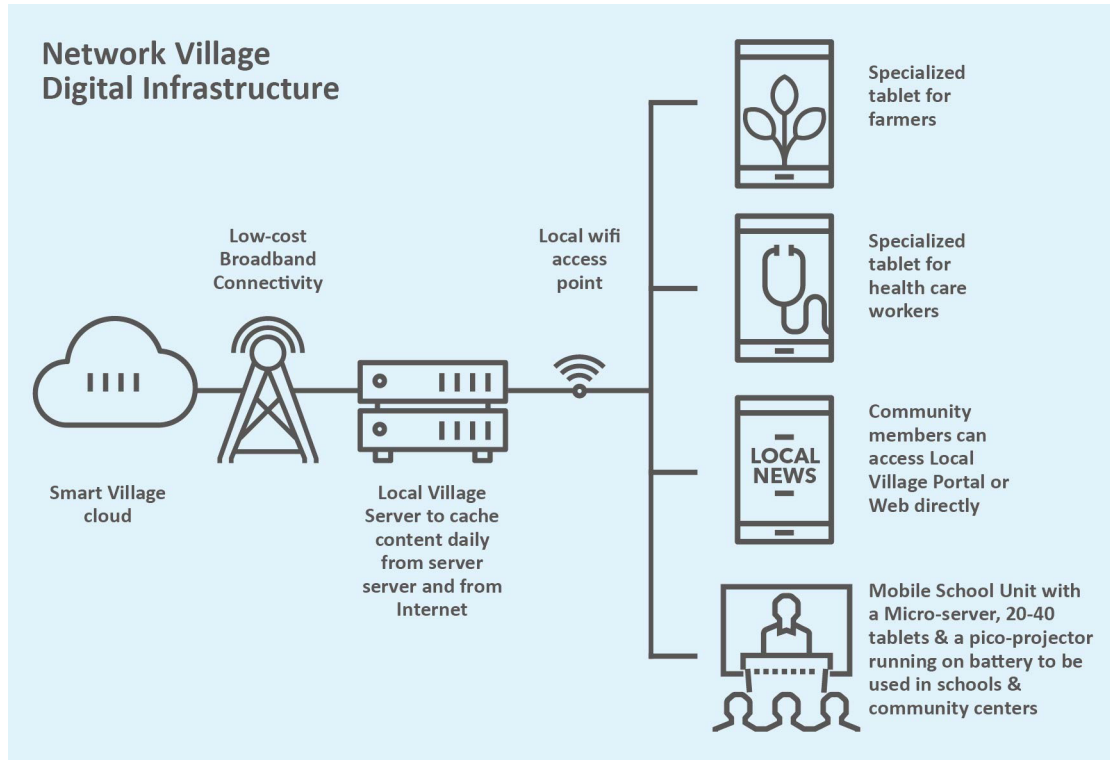 Network Village
Digital Infrastructure
Specialized
tablet for
farmers
Low-cost
Broadband
Connectivity
Local wifi
access
point
Specialized
tablet for
health care
workers
Smart Village
cloud
Local Village
Server to cache
content daily
from server
server and from
Internet
LOCAL
NEWS
Community
members can
access Local
Village Portal or
Web directly
Mobile School Unit with
a Micro-server, 20-40
tablets & a pico-projector
running on battery to be
used in schools &
community centers